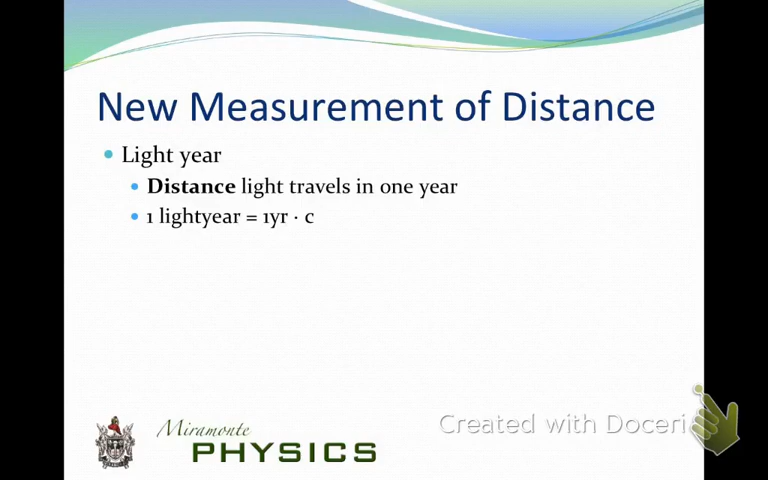 New Measurement of Distance
Light year
Distance light travels in one year
1 lightyear = 1yr · c
Miramonte
PHYSICS
Created with Doceri